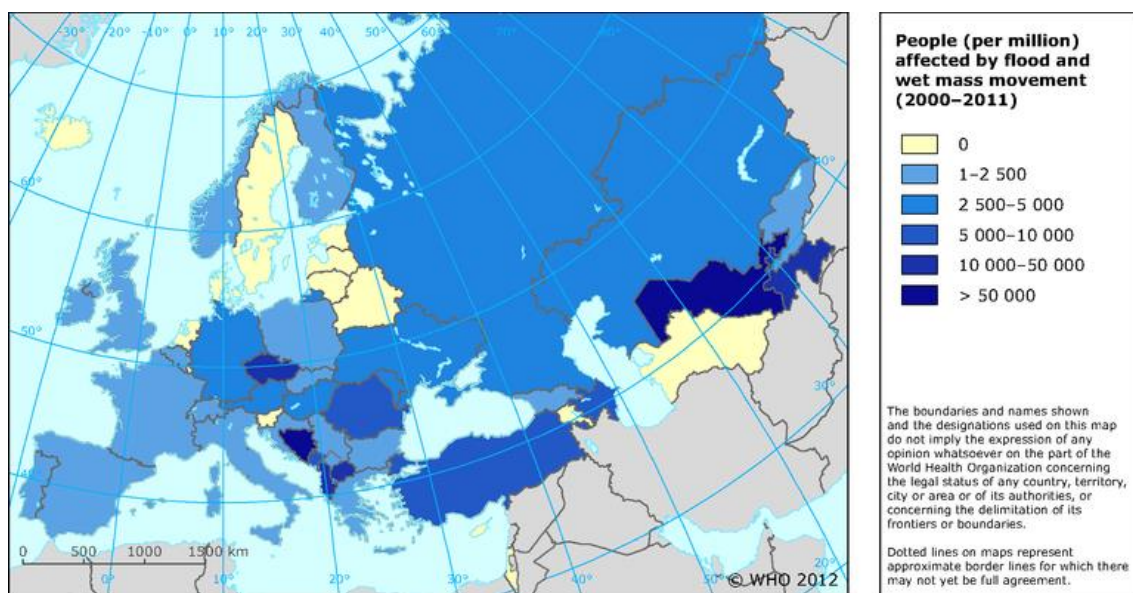 -30° -20° -10° 0° 10° 20° 30° 40° 50° 60°
60°
50°
40°
40°
30°
20°
0° 10° 20° 30° 40° 50°
0 500 1000 1500 km
© WHO 2012
People (per million)
affected by flood and
wet mass movement
(2000–2011)
0
1–2 500
2 500–5 000
5 000–10 000
10 000–50 000
> 50 000
The boundaries and names shown
and the designations used on this map
do not imply the expression of any
opinion whatsoever on the part of the
World Health Organization concerning
the legal status of any country, territory,
city or area or of its authorities, or
concerning the delimitation of its
frontiers or boundaries.
Dotted lines on maps represent
approximate border lines for which there
may not yet be full agreement.